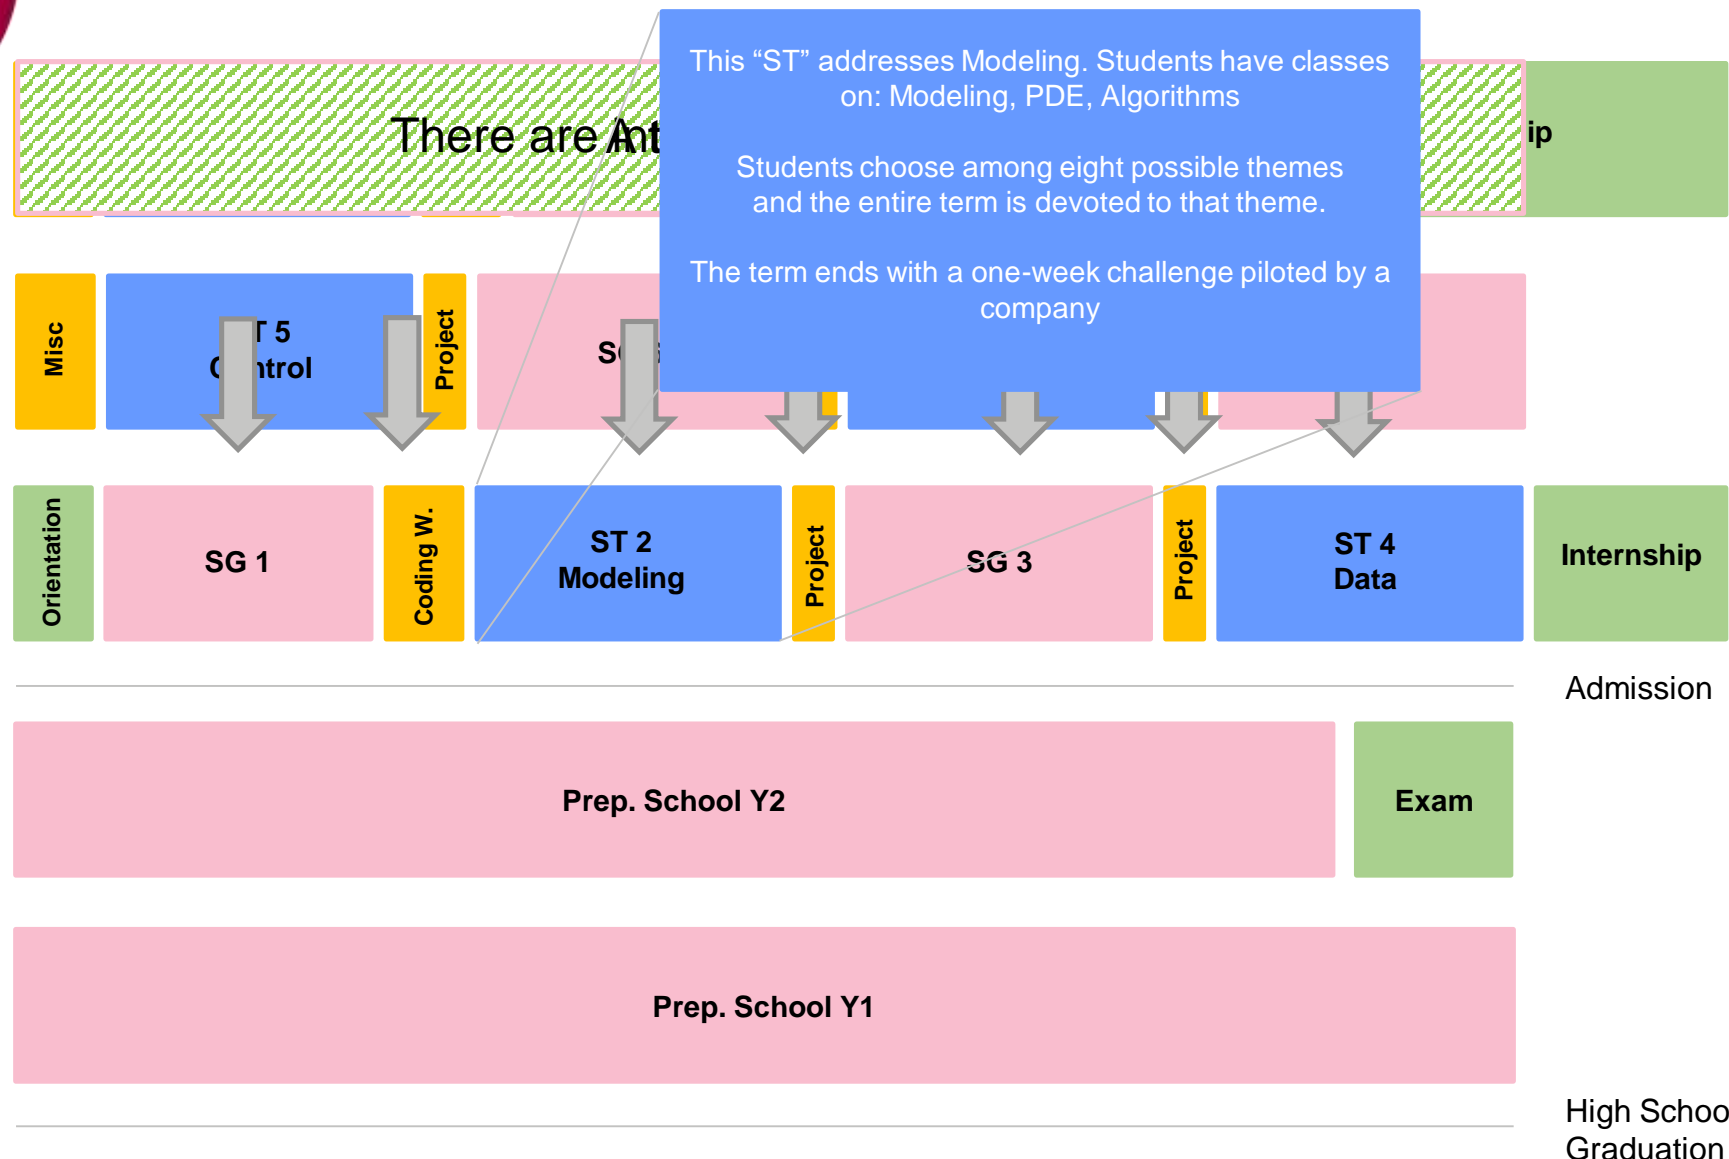 This “ST” addresses Modeling. Students have classes
on: Modeling, PDE, Algorithms
Students choose among eight possible themes
and the entire term is devoted to that theme.
The term ends with a one-week challenge piloted by a
company
There are
ip
Misc
T 5
Project
Orientation
SG 1
Coding W.
ST 2
Modeling
Project
SG 3
Project
ST 4
Data
Internship
Admission
Prep. School Y2
Exam
Prep. School Y1
High Schoo
Graduation